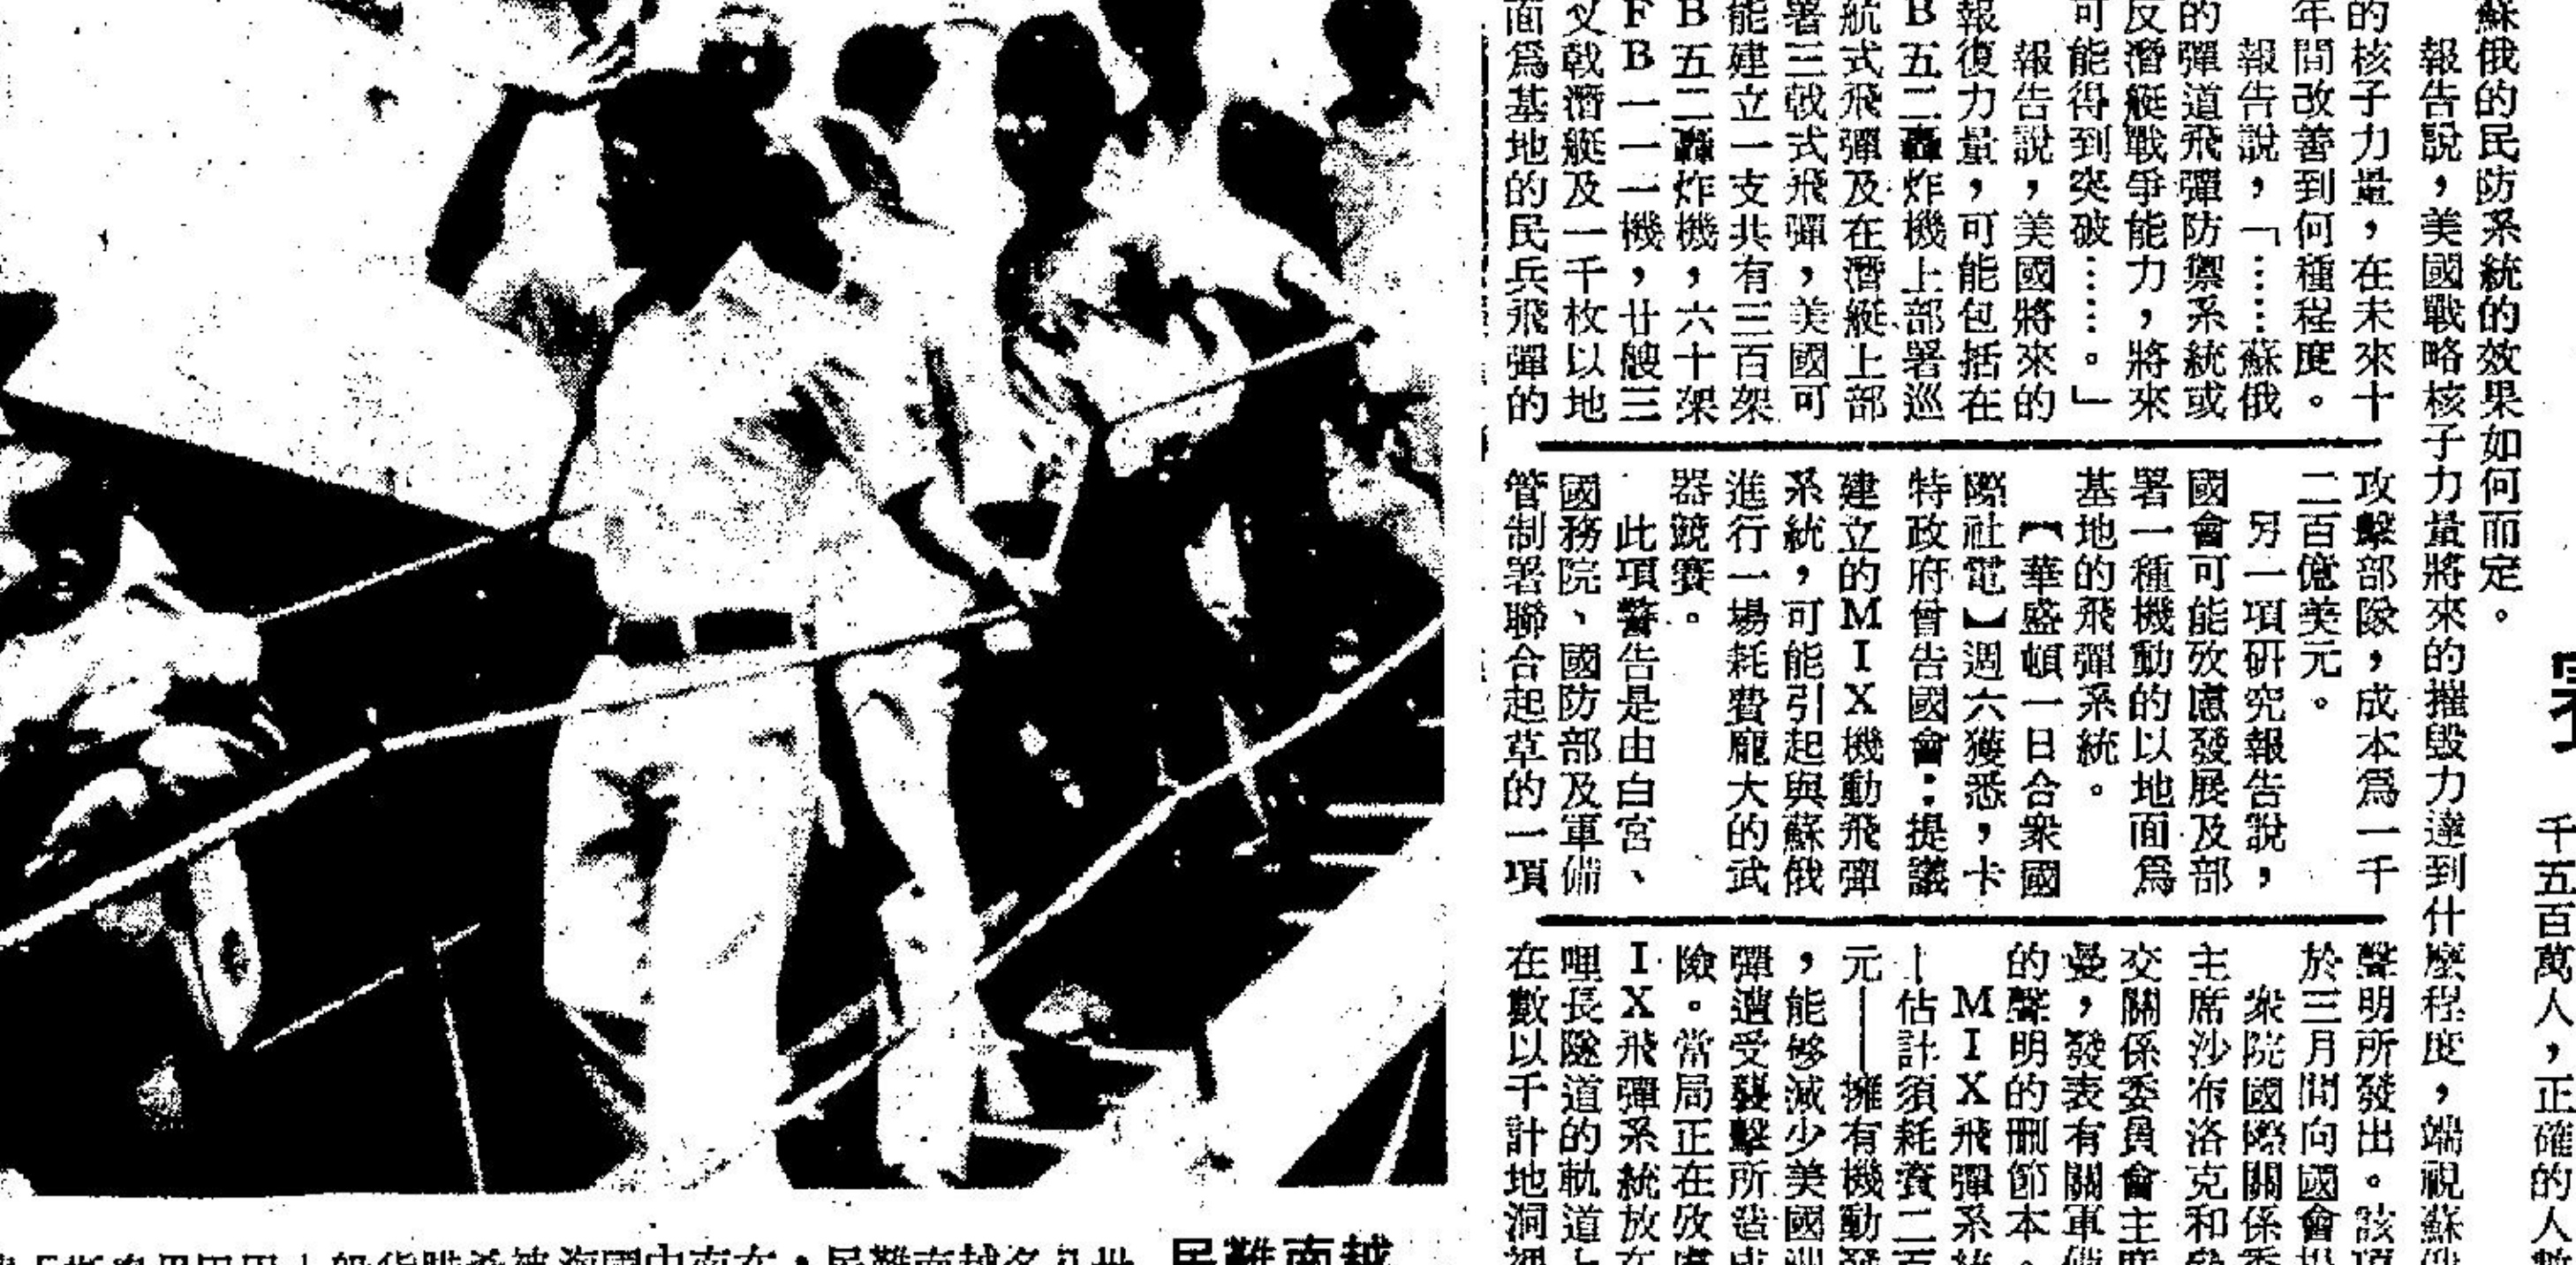 千五百萬人，正確的人數
蘇俄的民防系統的效果如何而定。
報告說，美國戰略核子力量將來的摧毀力達到什麼程度，端視蘇俄
的核子力量，在未來十
年間改善到何種程度。
報告說，「……蘇俄
的彈道飛彈防禦系統或
反潛艇戰爭能力，將來
可能得到突破……。」
報告說，美國將來的
報復力量，可能包括在
B五二轟炸機上部署巡
航式飛彈及在潛艇上部
署三戟式飛彈，美國可
能建立一支共有三百架
B五二轟炸機，六十架
FB一一一機，廿艘三
叉戟潛艇及一千枚以地
面爲基地的民兵飛彈的
攻擊部隊，成本爲一千
二百億美元。
另一項研究報告說，
國會可能攷慮發展及部
署一種機動的以地面爲
基地的飛彈系統。
【華盛頓一日合衆國
際社電】週六獲悉，卡
特政府曾告國會：提議
建立的MIX機動飛彈
系統，可能引起與蘇俄
進行一場耗費龐大的武
器競賽。
此項警告是由白宮、
國務院、國防部及軍備
管制署聯合起草的一項
聲明所發出。該項
於三月間向國會提
衆院國際關係委
主席沙布洛克和參
交關係委員會主席
曼，發表有關軍備
的聲明的刪節本。
MIX飛彈系統
—估計須耗資二百
元——擁有機動發
，能够減少美國
彈遭受襲擊所造成
險。當局正在攷慮
IX飛彈系統放在
哩長隧道的軌道上
在數以千計地洞裡
越南難民